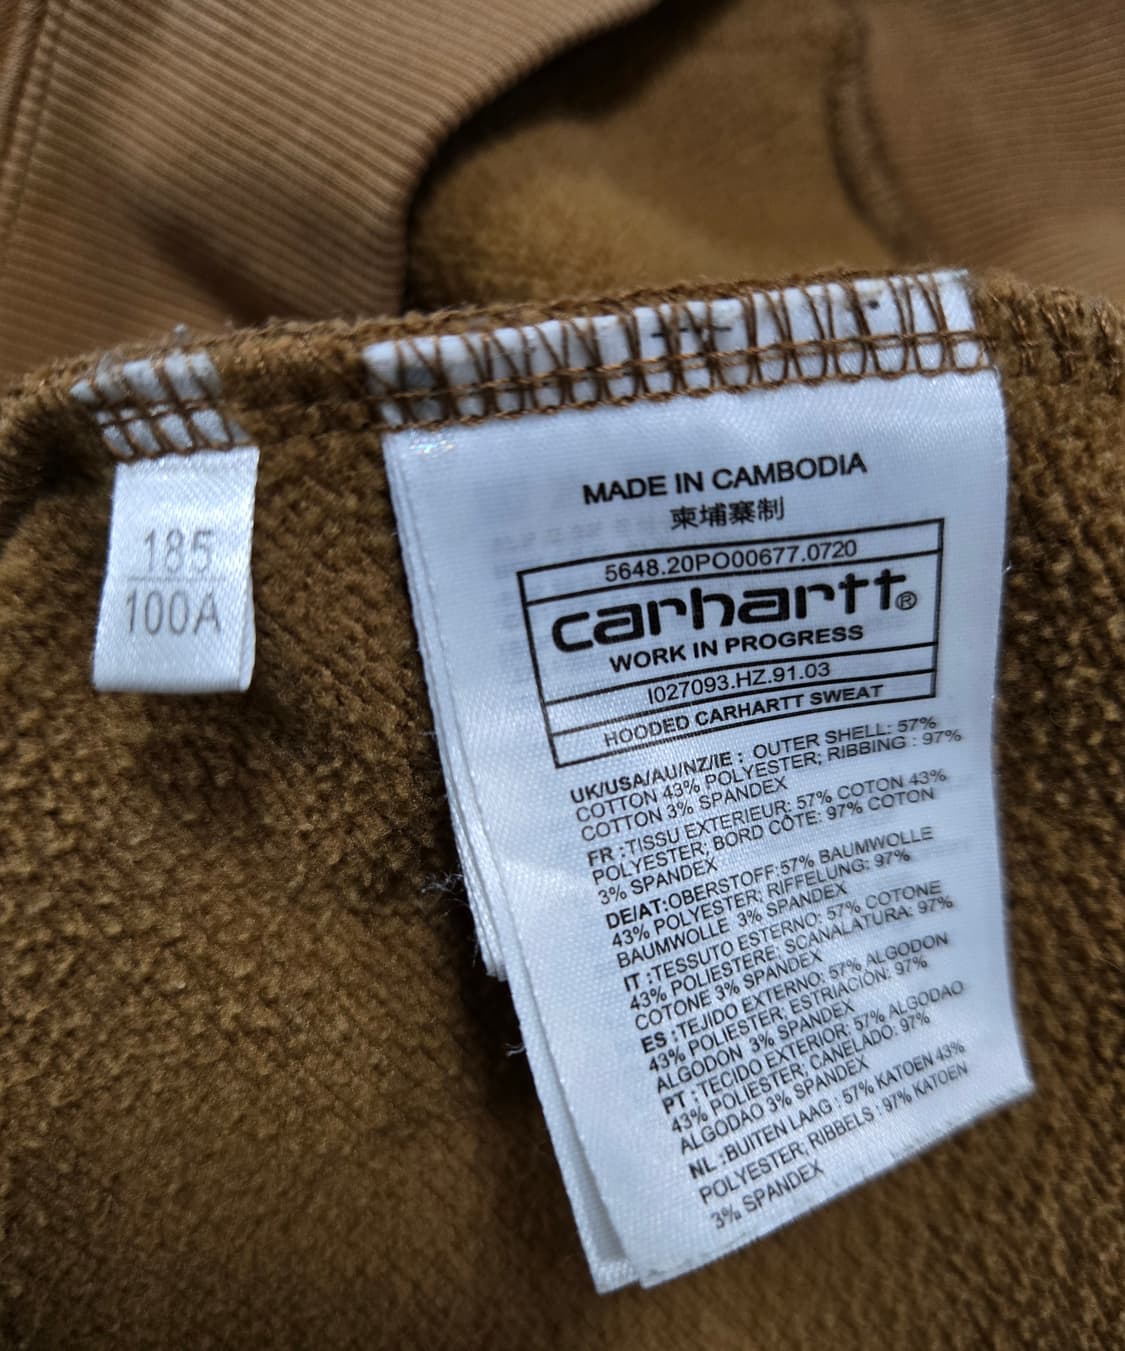 185
100A
MADE IN CAMBODIA
柬埔寨制
5648.20PO00677.0720
carhartt®
WORK IN PROGRESS
I027093.HZ.91.03
HOODED CARHARTT SWEAT
UK/USA/AU/NZ/IE : OUTER SHELL: 57%
COTTON 43% POLYESTER; RIBBING : 97%
COTTON 3% SPANDEX
FR :TISSU EXTERIEUR: 57% COTON 43%
POLYESTER; BORD CÔTE: 97% COTON
3% SPANDEX
DE/AT:OBERSTOFF:57% BAUMWOLLE
43% POLYESTER; RIFFELUNG: 97%
BAUMWOLLE 3% SPANDEX
IT :TESSUTO ESTERNO: 57% COTONE
43% POLIESTERE; SCANALATURA: 97%
COTONE 3% SPANDEX
ES :TEJIDO EXTERNO: 57% ALGODON
43% POLIESTER; ESTRIACION: 97%
ALGODON 3% SPANDEX
PT : TECIDO EXTERIOR: 57% ALGODAO
43% POLIESTER; CANELADO: 97%
ALGODAO 3% SPANDEX
NL :BUITEN LAAG : 57% KATOEN 43%
POLYESTER; RIBBELS : 97% KATOEN
3% SPANDEX